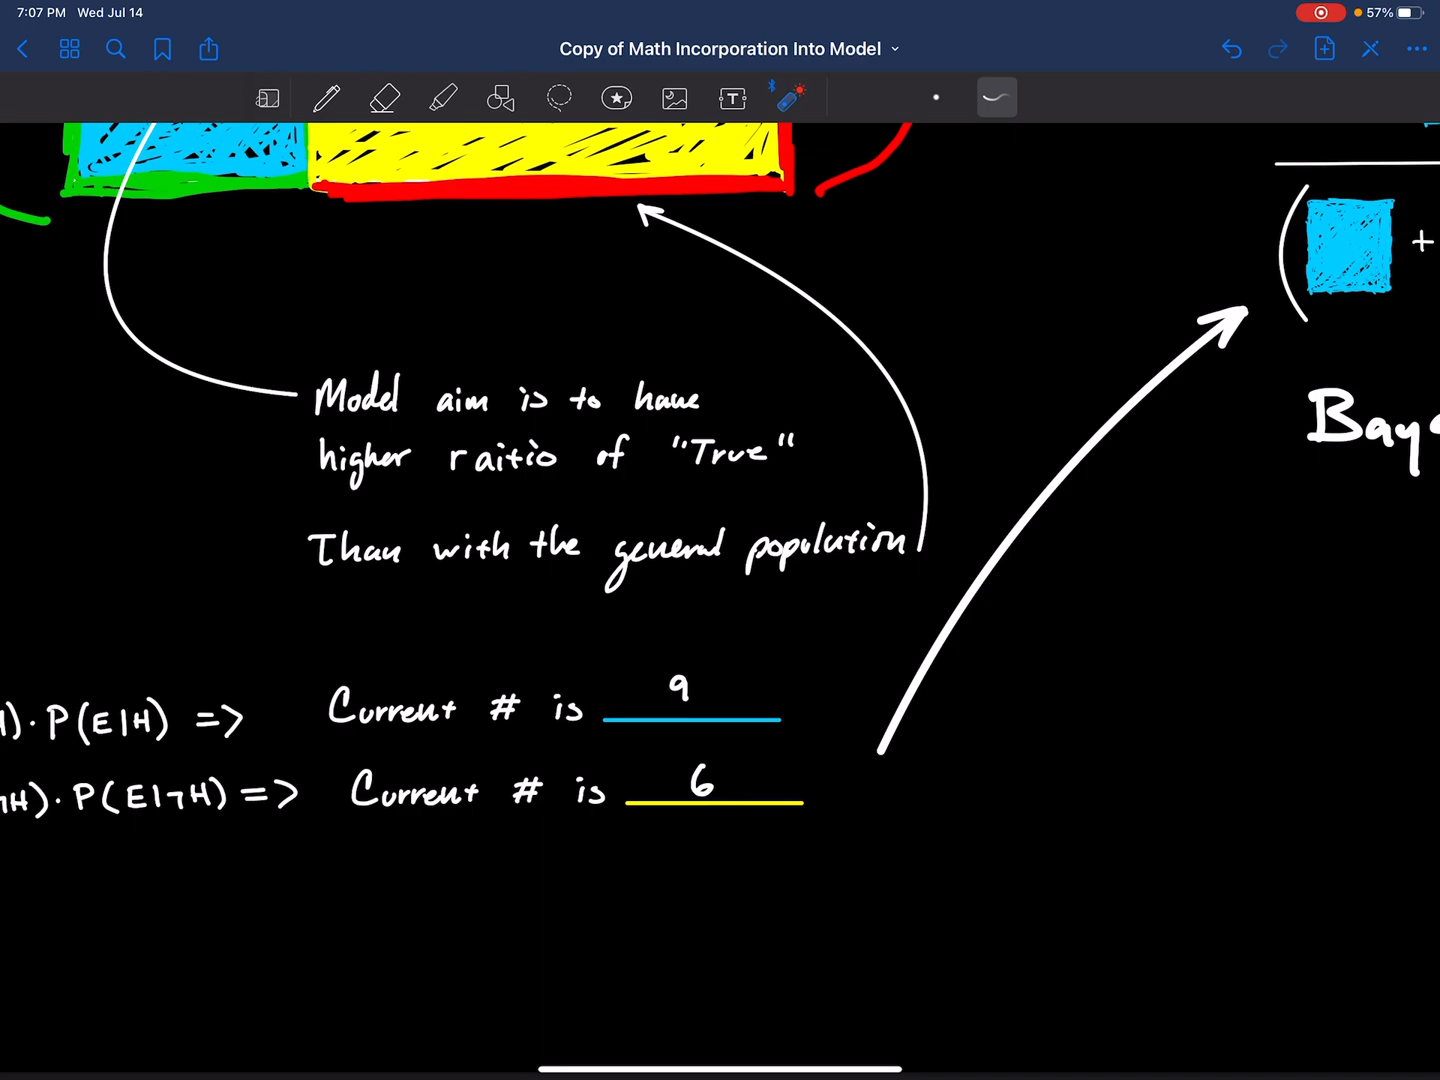 7:07 PM Wed Jul 14
57%
Copy of Math Incorporation Into Model
T
+
(
Model aim is to have
higher raitio of "True"
Than with the general population
Bay
).P(E|H) => Current # is 9
¬H).P(E|¬H) => Current # is 6